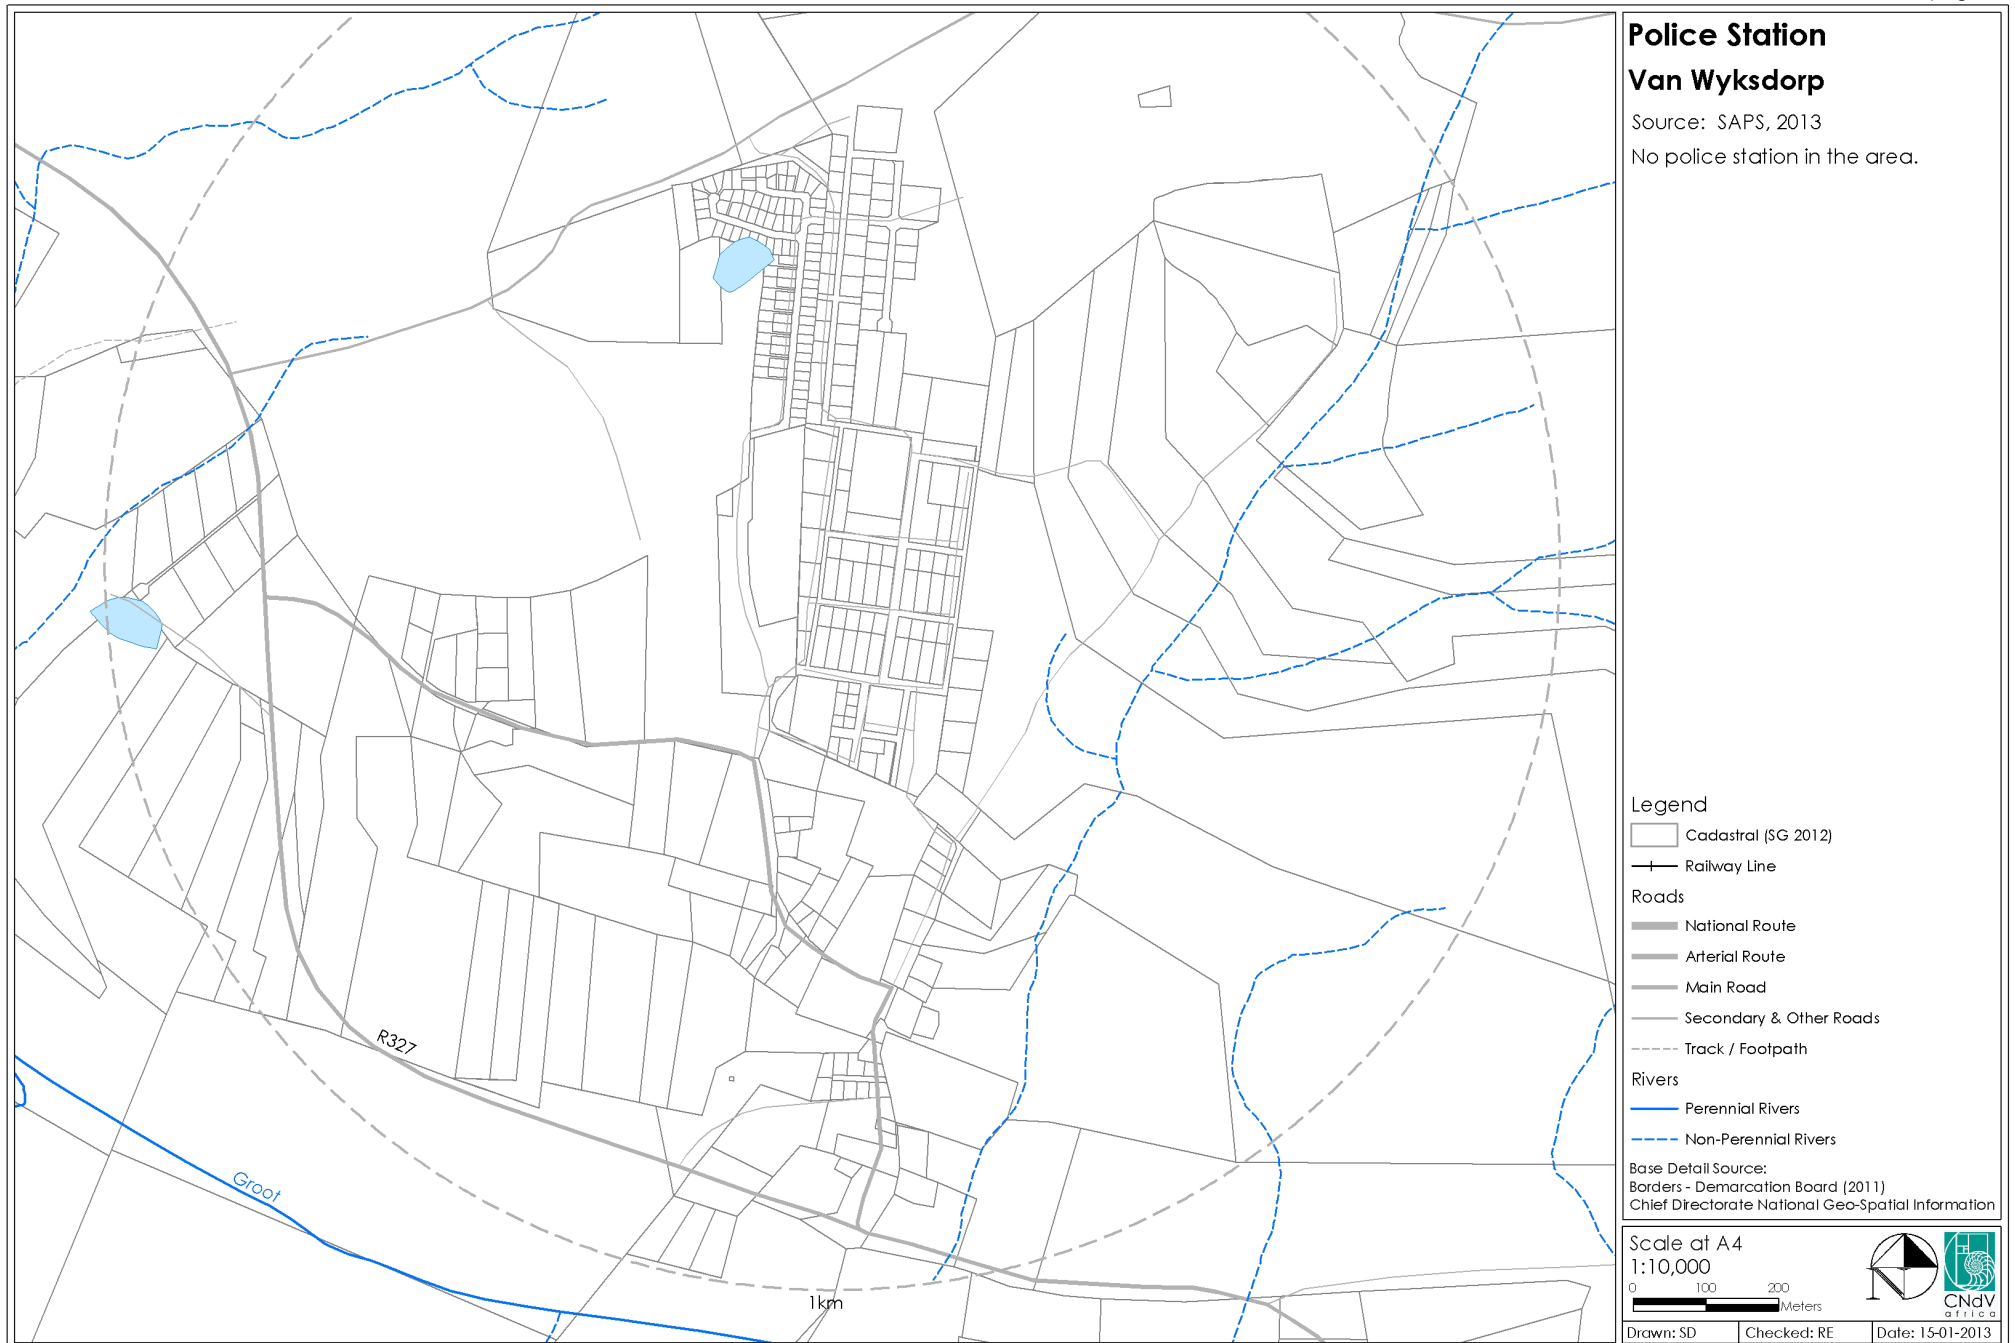 Police Station
Van Wyksdorp
Source: SAPS, 2013
No police station in the area.
R327
Groot
1km
Legend
Cadastral (SG 2012)
Railway Line
Roads
National Route
Arterial Route
Main Road
Secondary & Other Roads
Track / Footpath
Rivers
Perennial Rivers
Non-Perennial Rivers
Base Detail Source:
Borders - Demarcation Board (2011)
Chief Directorate National Geo-Spatial Information
Scale at A4
1:10,000
0 100 200
Meters
CNdV
africa
Drawn: SD Checked: RE Date: 15-01-2013